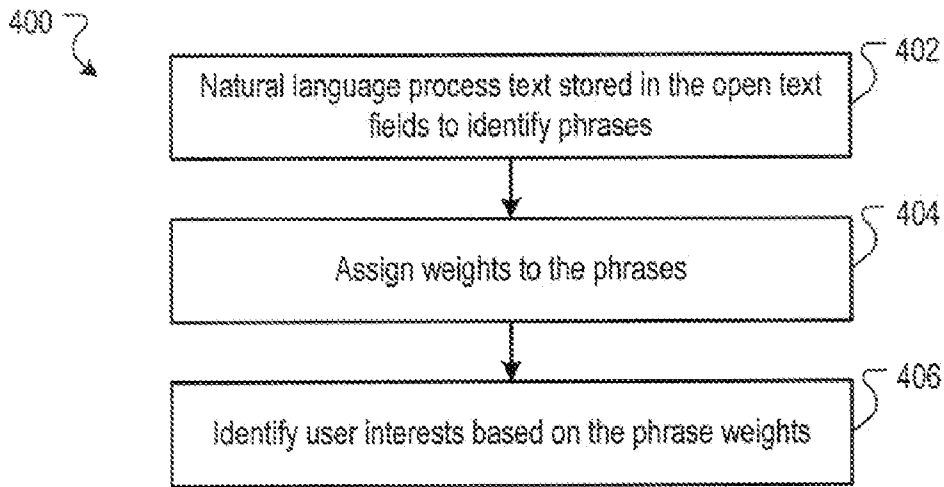 400
402
Natural language process text stored in the open text
fields to identify phrases
404
Assign weights to the phrases
406
Identify user interests based on the phrase weights